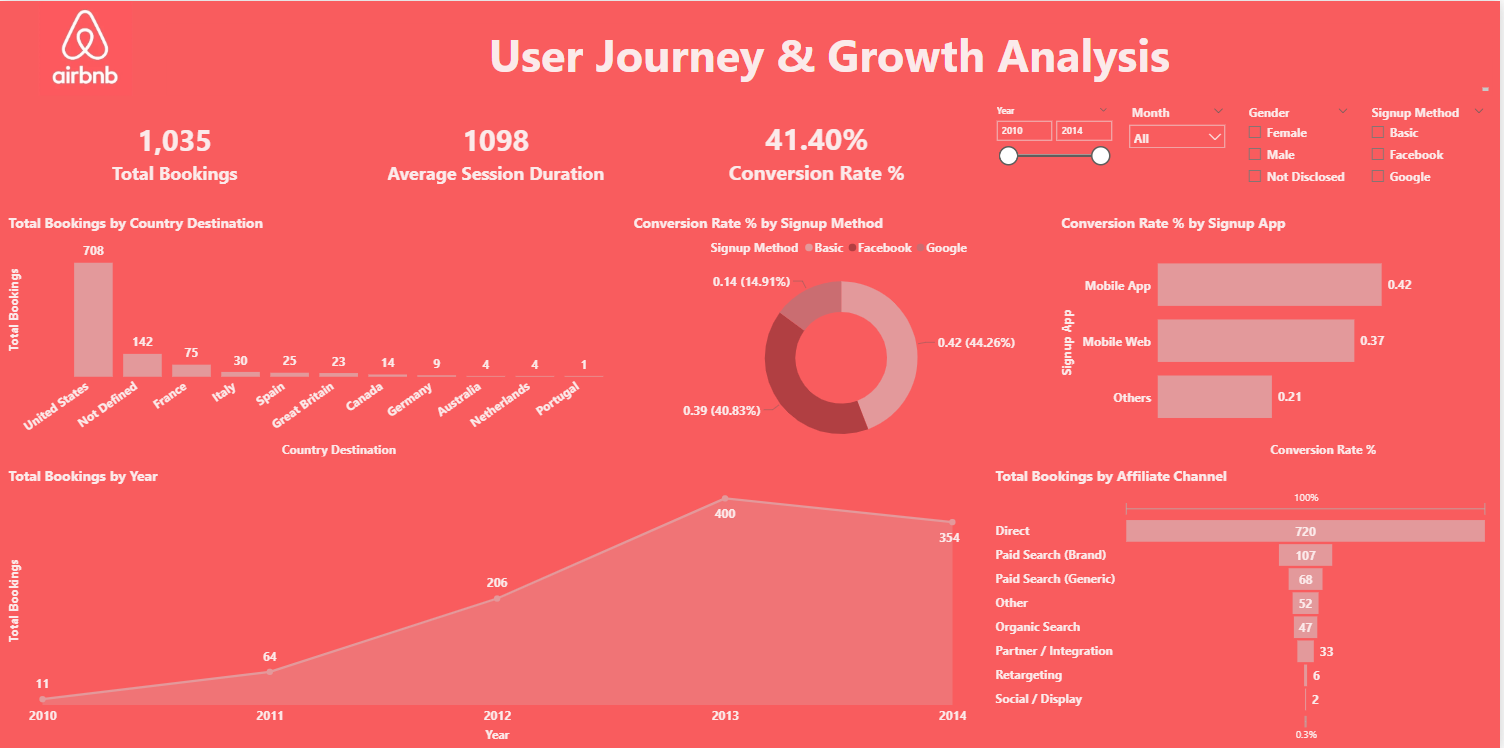 airbnb
User Journey & Growth Analysis
1,035
Total Bookings
1098
Average Session Duration
41.40%
Conversion Rate %
Year
2010
2014
Month
All
Gender
Female
Male
Not Disclosed
Signup Method
Basic
Facebook
Google
Total Bookings by Country Destination
Total Bookings
708
142
75
30
25
23
14
9
4
4
1
United States
Not Defined
France
Italy
Spain
Great Britain
Canada
Germany
Australia
Netherlands
Portugal
Country Destination
Conversion Rate % by Signup Method
Signup Method Basic Facebook Google
0.14 (14.91%)
0.42 (44.26%)
0.39 (40.83%)
Conversion Rate % by Signup App
Signup App
Mobile App 0.42
Mobile Web 0.37
Others 0.21
Conversion Rate %
Total Bookings by Year
Total Bookings
11
64
206
400
354
2010
2011
2012
2013
2014
Year
Total Bookings by Affiliate Channel
100%
Direct 720
Paid Search (Brand) 107
Paid Search (Generic) 68
Other 52
Organic Search 47
Partner / Integration 33
Retargeting 6
Social / Display 2
0.3%